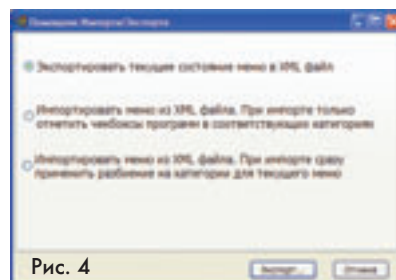 Помощник Импорта/Экспорта
Экспортировать текущее состояние меню в XML файл
Импортировать меню из XML файла. При импорте только
отметить чекбоксы программ в соответствующих категориях
Импортировать меню из XML файла. При импорте сразу
применить разбиение на категории для текущего меню
Рис. 4
Экспорт...
Отмена